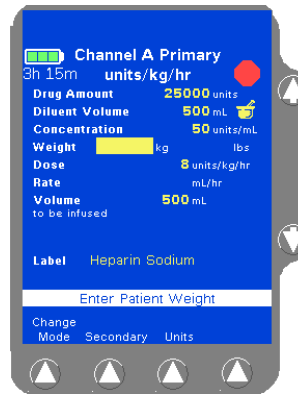 Channel A Primary
3h 15m units/kg/hr
Drug Amount 25000 units
Diluent Volume 500 mL
Concentration 50 units/mL
Weight kg lbs
Dose 8 units/kg/hr
Rate mL/hr
Volume 500 mL
to be infused
Label Heparin Sodium
Enter Patient Weight
Change
Mode Secondary Units